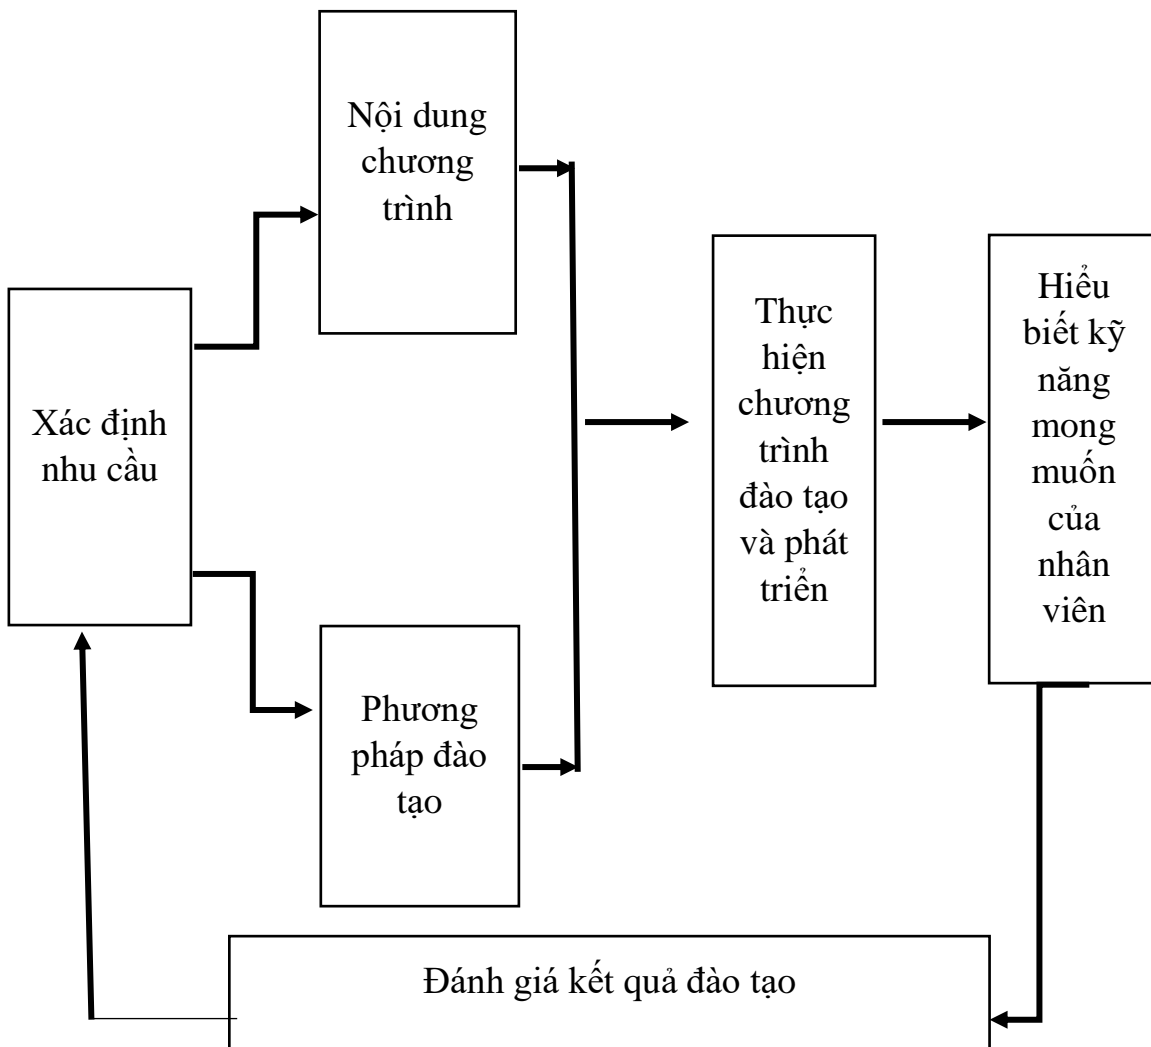 Nội dung
chương
trình
Xác định
nhu cầu
Phương
pháp đào
tạo
Thực
hiện
chương
trình
đào tạo
và phát
triển
Hiểu
biết kỹ
năng
mong
muốn
của
nhân
viên
Đánh giá kết quả đào tạo